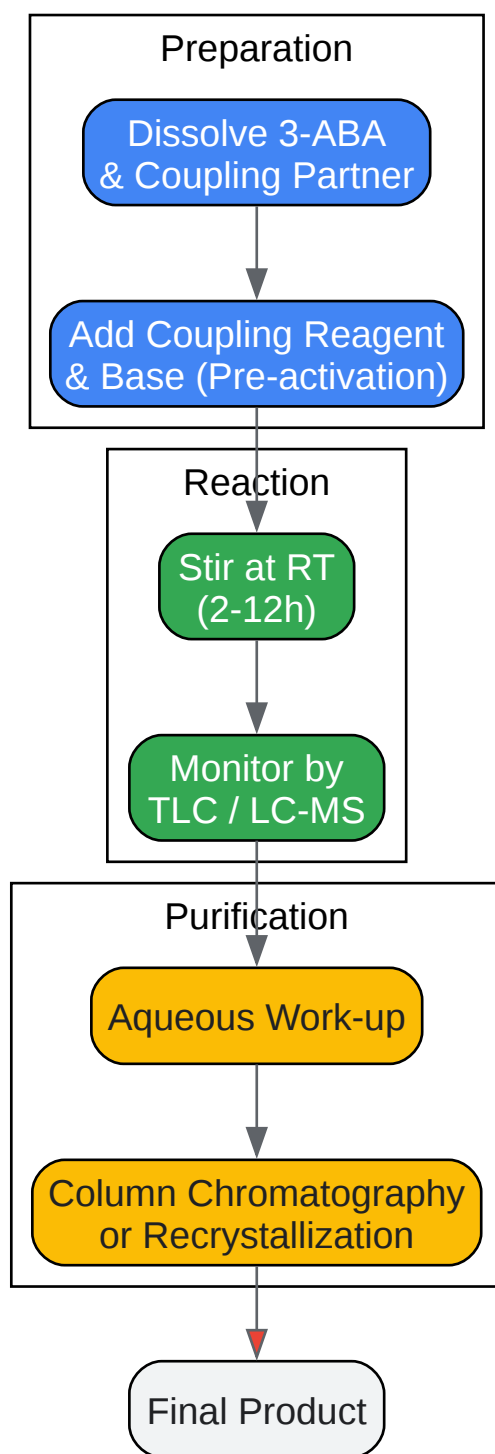 Preparation
Dissolve 3-ABA
& Coupling Partner
Add Coupling Reagent
& Base (Pre-activation)
Reaction
Stir at RT
(2-12h)
Monitor by
TLC / LC-MS
Purification
Aqueous Work-up
Column Chromatography
or Recrystallization
Final Product